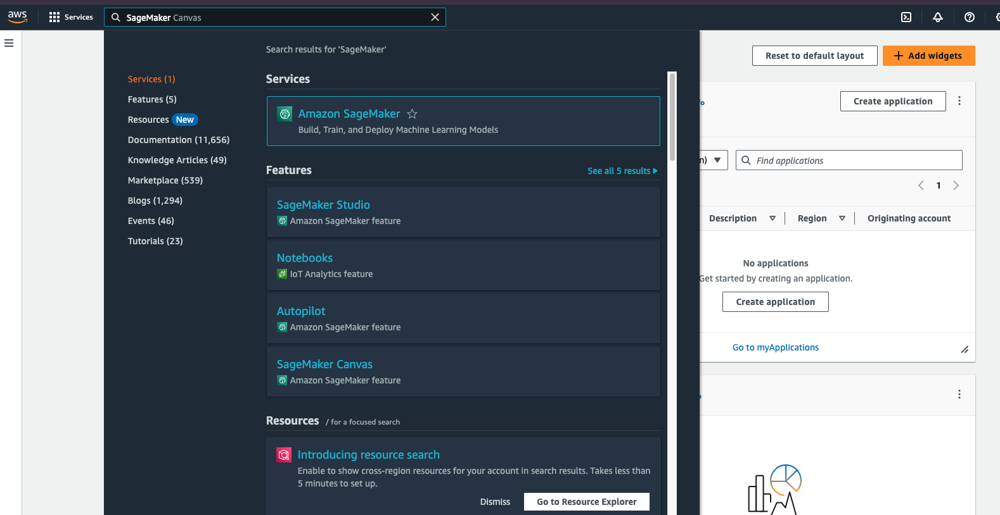 aws
Services
SageMaker Canvas
Search results for 'SageMaker'
Services (1)
Features (5)
Resources New
Documentation (11,656)
Knowledge Articles (49)
Marketplace (539)
Blogs (1,294)
Events (46)
Tutorials (23)
Services
Amazon SageMaker
Build, Train, and Deploy Machine Learning Models
Features
See all 5 results
SageMaker Studio
Amazon SageMaker feature
Notebooks
IoT Analytics feature
Autopilot
Amazon SageMaker feature
SageMaker Canvas
Amazon SageMaker feature
Resources / for a focused search
Introducing resource search
Enable to show cross-region resources for your account in search results. Takes less than
5 minutes to set up.
Dismiss
Go to Resource Explorer
Reset to default layout
+ Add widgets
Create application
Find applications
1
Description
Region
Originating account
No applications
Get started by creating an application.
Create application
Go to myApplications